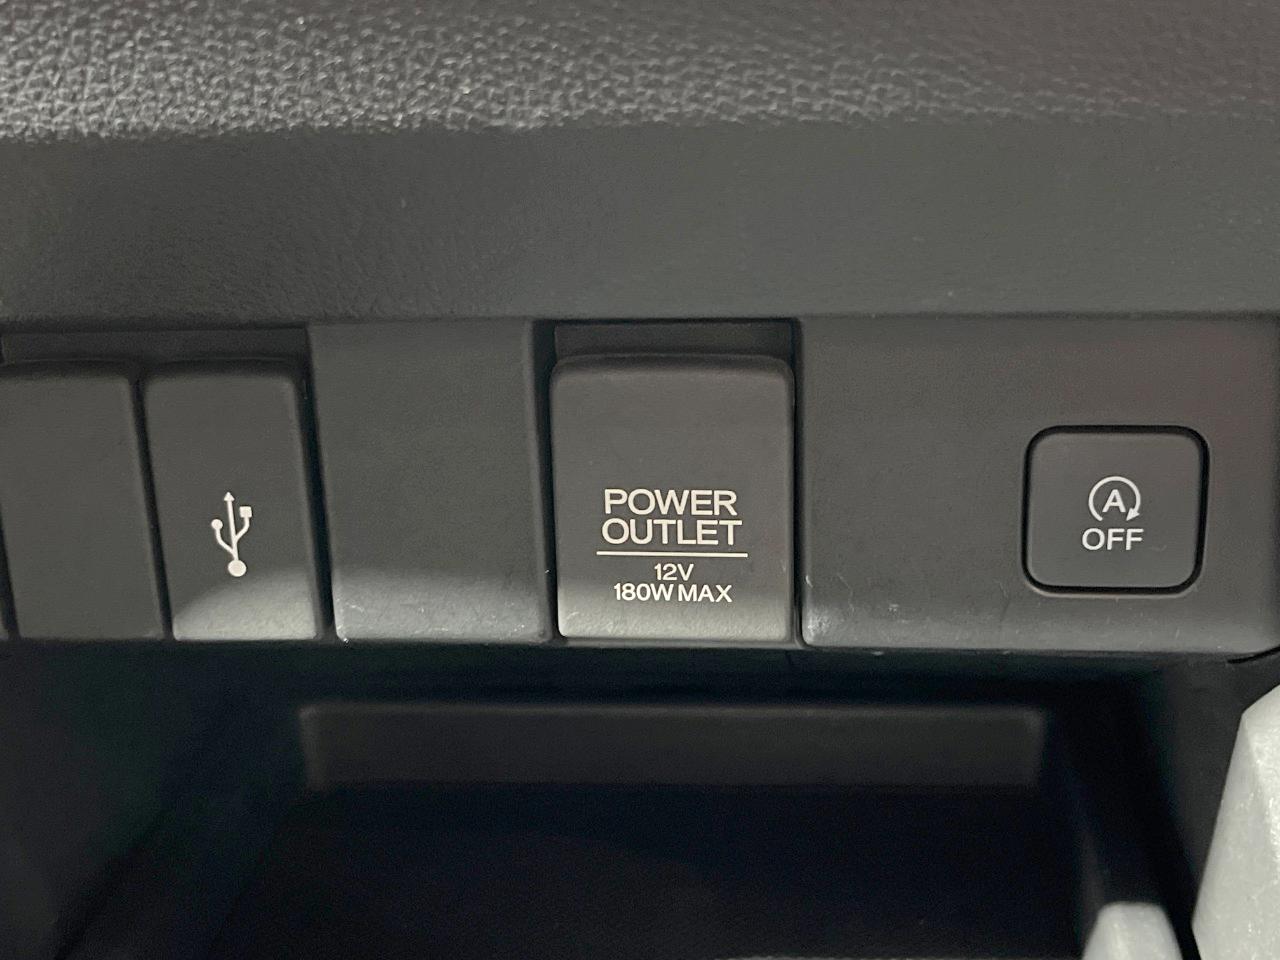 POWER
OUTLET
12V
180W MAX
A
OFF